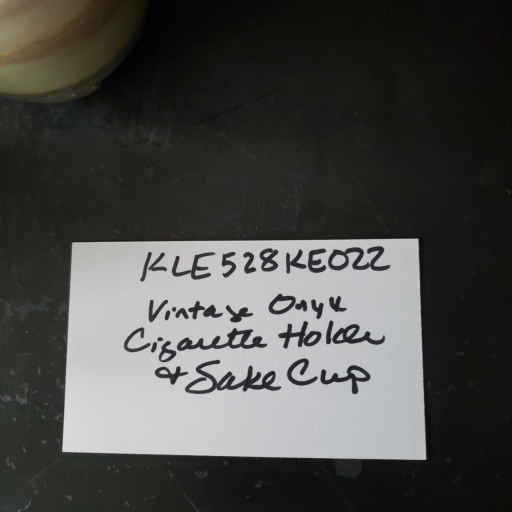 KLE528KE022
Vintage Onyx
Cigarette Holder
& Sake Cup